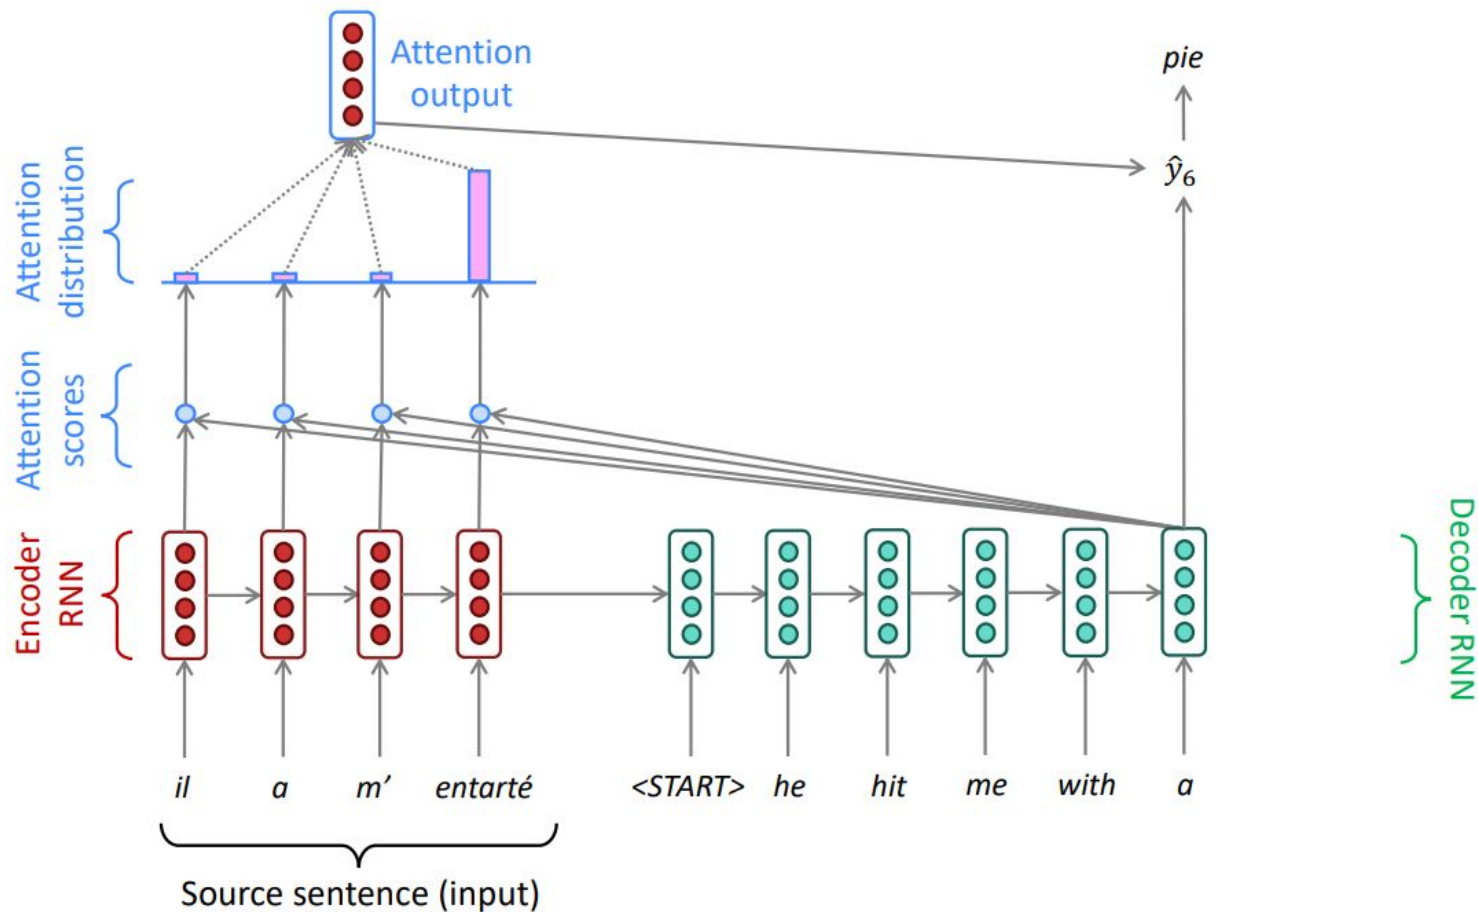 Attention
output
pie
Attention
distribution
ŷ₆
Attention
scores
Encoder
RNN
Decoder RNN
il a m’ entarté <START> he hit me with a
Source sentence (input)